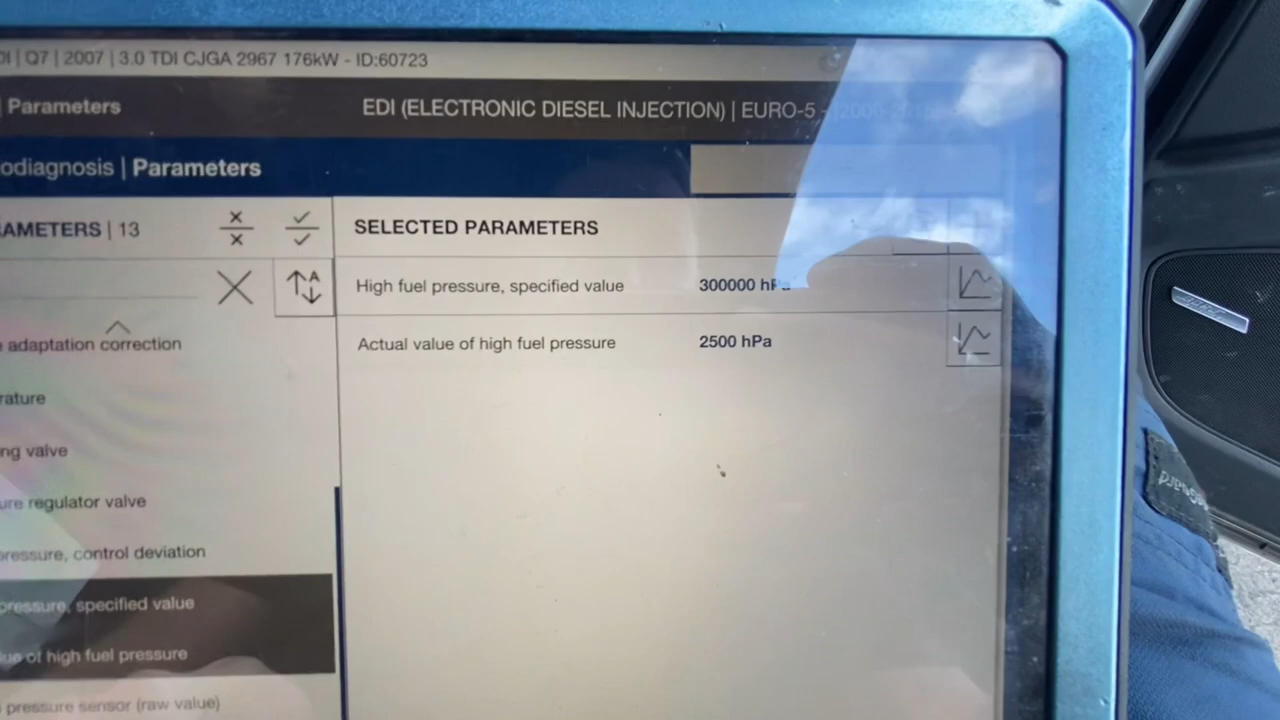 | Q7 | 2007 | 3.0 TDI CJGA 2967 176kW - ID:60723
| Parameters
EDI (ELECTRONIC DIESEL INJECTION) | EURO-5 -
odiagnosis | Parameters
AMETERS | 13
SELECTED PARAMETERS
High fuel pressure, specified value 300000 hPa
adaptation correction
Actual value of high fuel pressure 2500 hPa
rature
ng valve
ure regulator valve
pressure, control deviation
pressure, specified value
lue of high fuel pressure
pressure sensor (raw value)